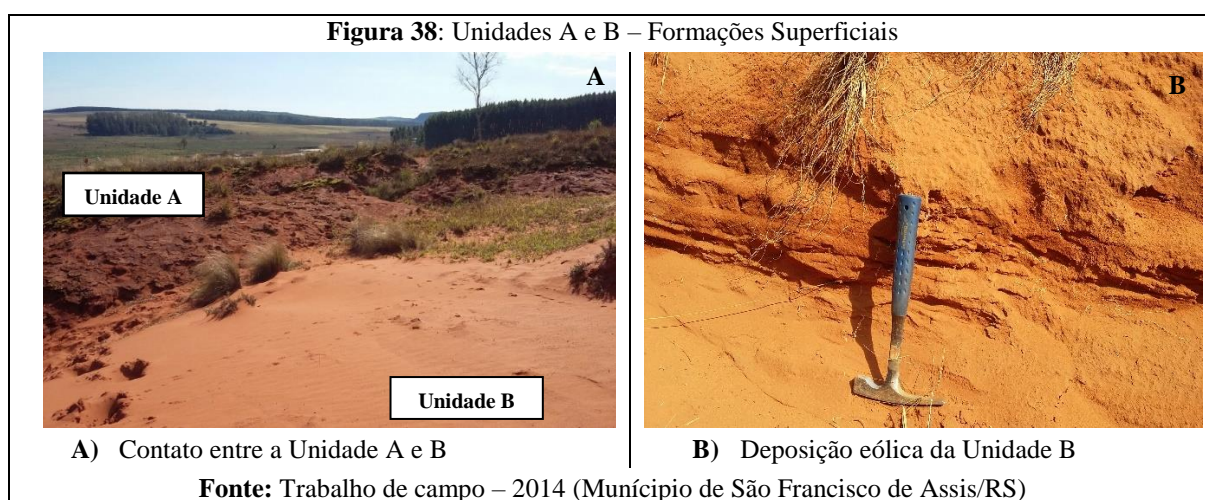 Figura 38: Unidades A e B – Formações Superficiais
A
Unidade A
Unidade B
B
A) Contato entre a Unidade A e B
B) Deposição eólica da Unidade B
Fonte: Trabalho de campo – 2014 (Munícipio de São Francisco de Assis/RS)